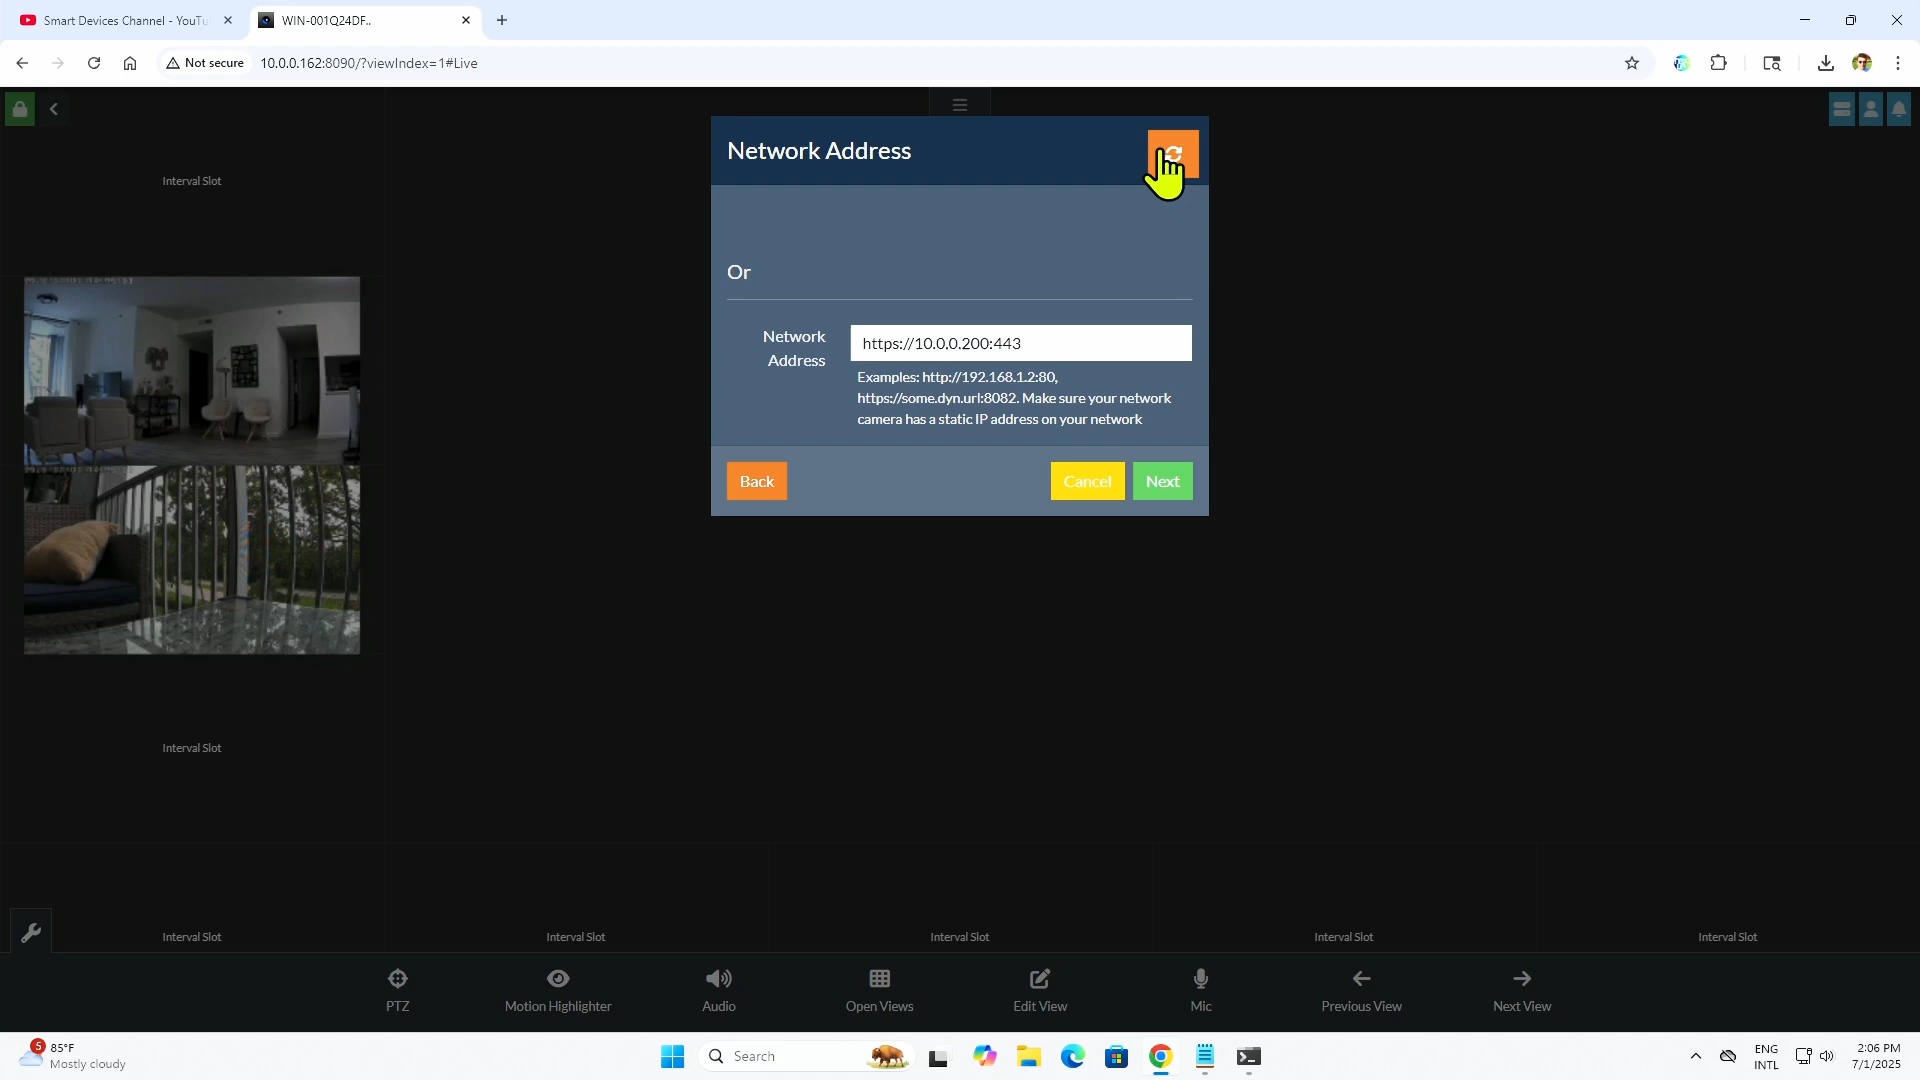 Smart Devices Channel - YouTu
WIN-001Q24DF..
Not secure
10.0.0.162:8090/?viewIndex=1#Live
Network Address
Interval Slot
Or
Network
Address
https://10.0.0.200:443
Examples: http://192.168.1.2:80,
https://some.dyn.url:8082. Make sure your network
camera has a static IP address on your network
Back
Cancel
Next
Interval Slot
Interval Slot
Interval Slot
Interval Slot
Interval Slot
Interval Slot
PTZ
Motion Highlighter
Audio
Open Views
Edit View
Mic
Previous View
Next View
5
85°F
Mostly cloudy
Search
ENG
INTL
2:06 PM
7/1/2025